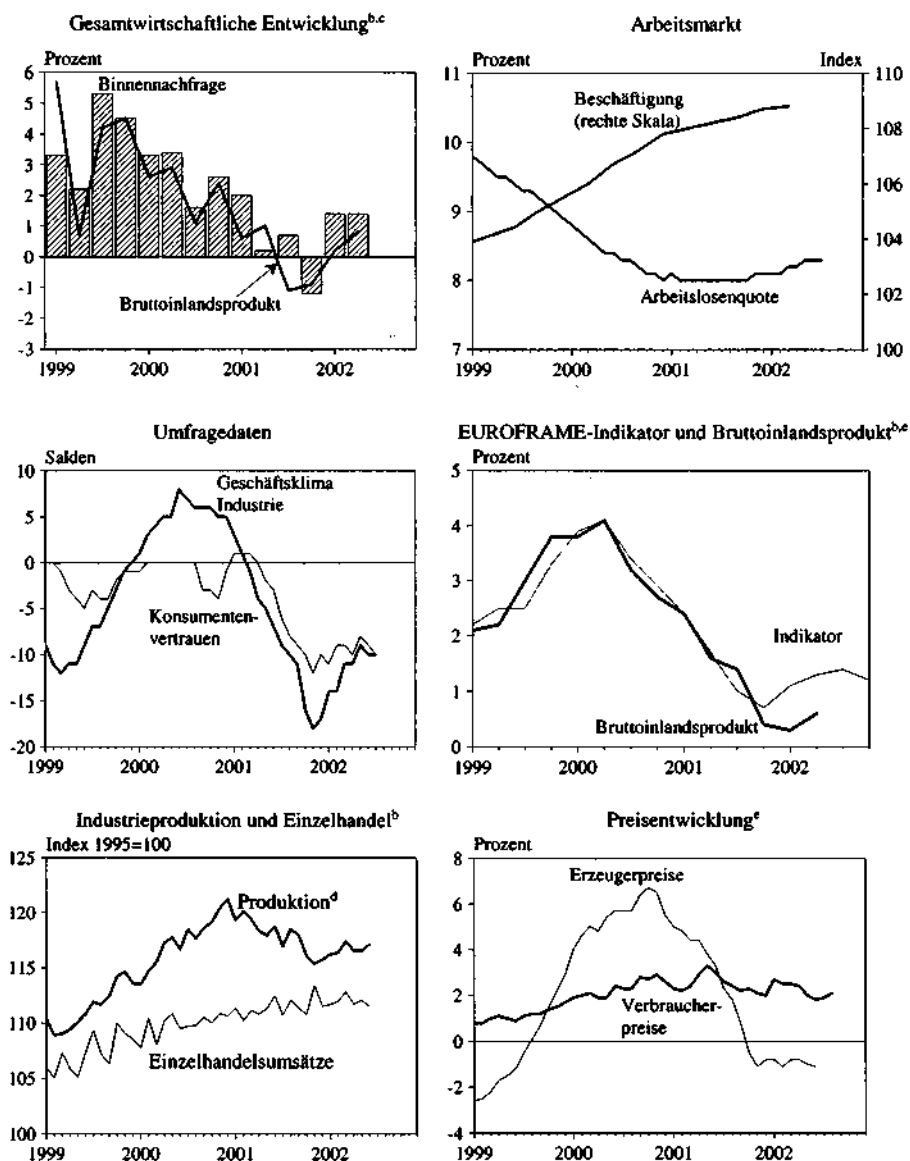 Gesamtwirtschaftliche Entwicklung^b,c
Prozent
6
5
4
3
2
1
0
-1
-2
-3
Binnennachfrage
Bruttoinlandsprodukt
1999 2000 2001 2002
Arbeitsmarkt
Prozent Index
11
10
9
8
7
110
108
106
104
102
100
Beschäftigung
(rechte Skala)
Arbeitslosenquote
1999 2000 2001 2002
Umfragedaten
Salden
10
5
0
-5
-10
-15
-20
Geschäftsklima
Industrie
Konsumenten-
vertrauen
1999 2000 2001 2002
EUROFRAME-Indikator und Bruttoinlandsprodukt^b,e
Prozent
5
4
3
2
1
0
Indikator
Bruttoinlandsprodukt
1999 2000 2001 2002
Industrieproduktion und Einzelhandel^b
Index 1995=100
125
120
115
110
105
100
Produktion^d
Einzelhandelsumsätze
1999 2000 2001 2002
Preisentwicklung^e
Prozent
8
6
4
2
0
-2
-4
Erzeugerpreise
Verbraucher-
preise
1999 2000 2001 2002